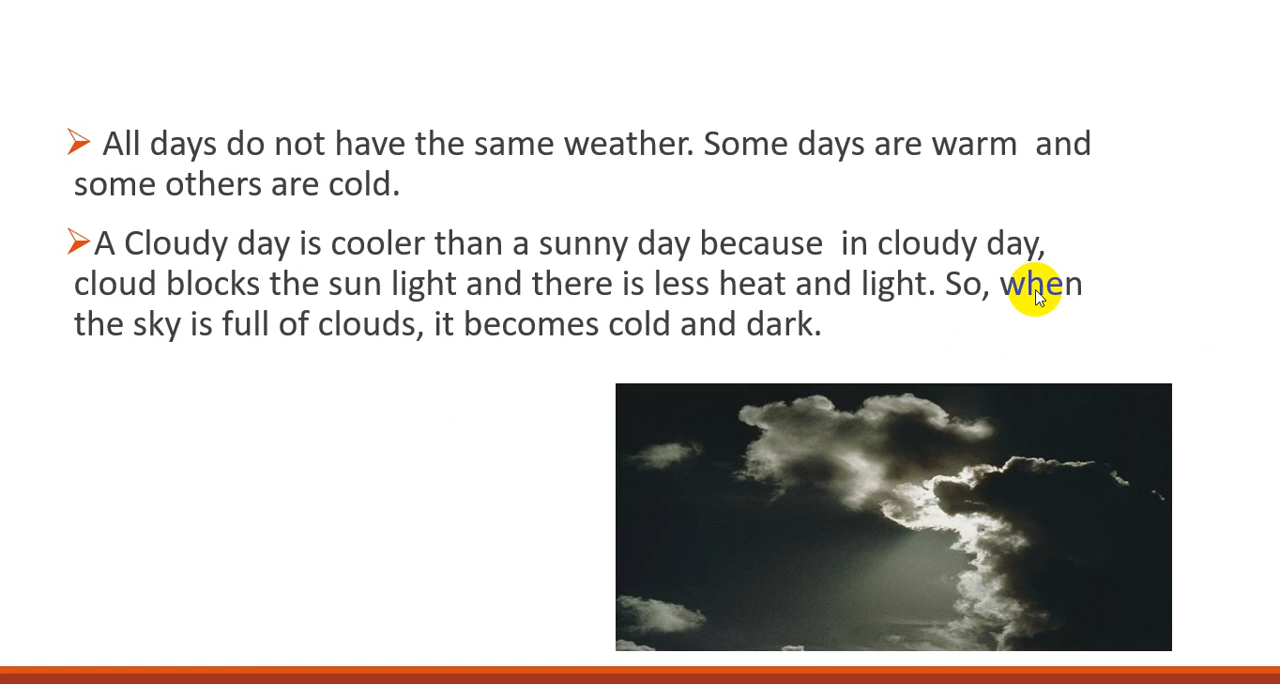 All days do not have the same weather. Some days are warm  and
some others are cold.
A Cloudy day is cooler than a sunny day because  in cloudy day,
cloud blocks the sun light and there is less heat and light. So, when
the sky is full of clouds, it becomes cold and dark.